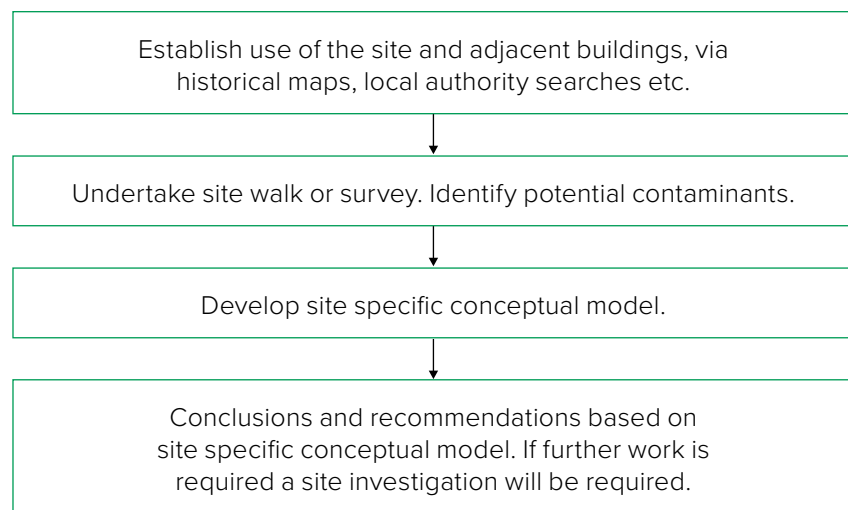 Establish use of the site and adjacent buildings, via
historical maps, local authority searches etc.
Undertake site walk or survey. Identify potential contaminants.
Develop site specific conceptual model.
Conclusions and recommendations based on
site specific conceptual model. If further work is
required a site investigation will be required.